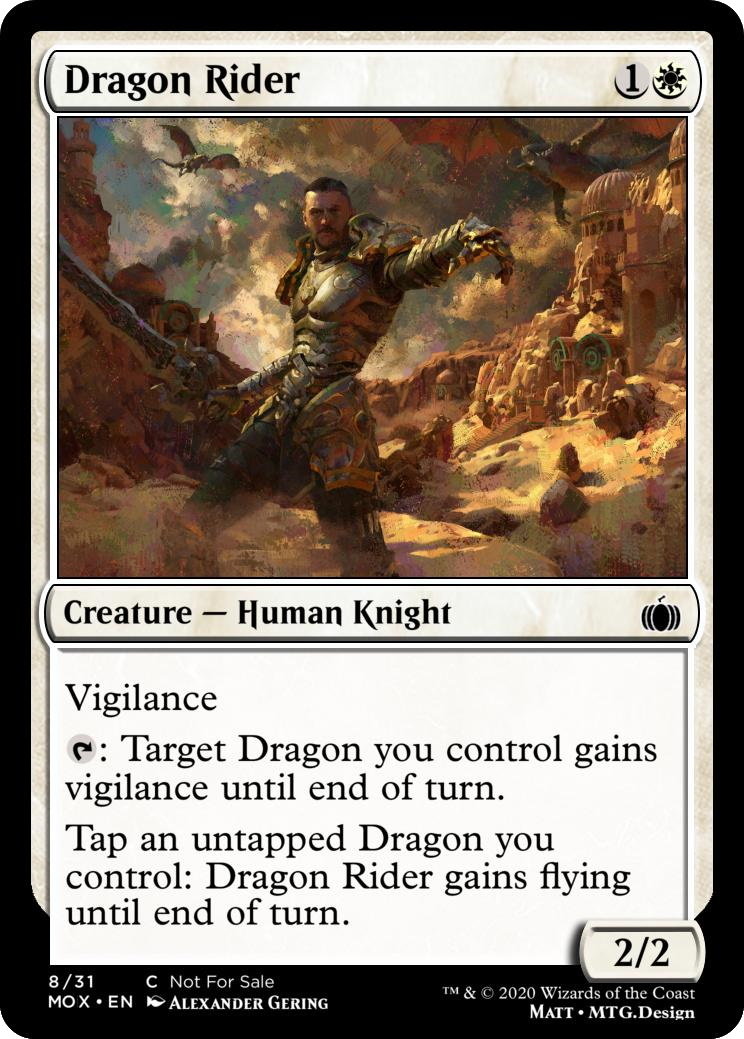 Dragon Rider 1
Creature — Human Knight
Vigilance
: Target Dragon you control gains
vigilance until end of turn.
Tap an untapped Dragon you
control: Dragon Rider gains flying
until end of turn.
2/2
8/31 C Not For Sale
MOX • EN Alexander Gering
™ & © 2020 Wizards of the Coast
Matt • MTG.Design